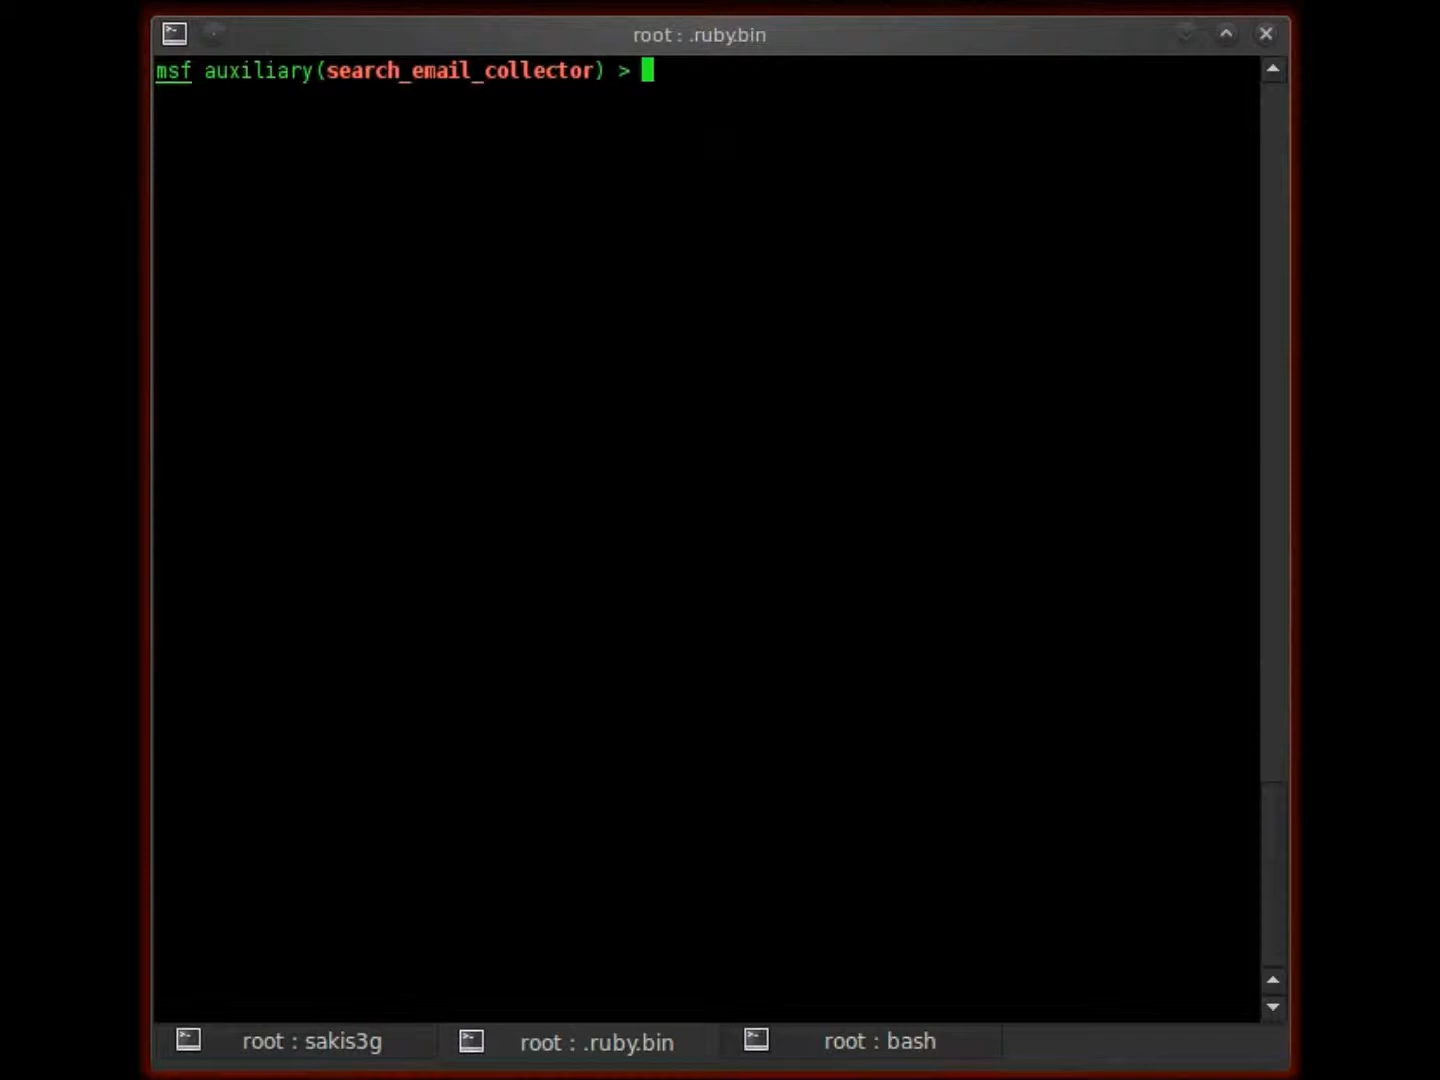 root : .ruby.bin
msf auxiliary(search_email_collector) >
root : sakis3g
root : .ruby.bin
root : bash